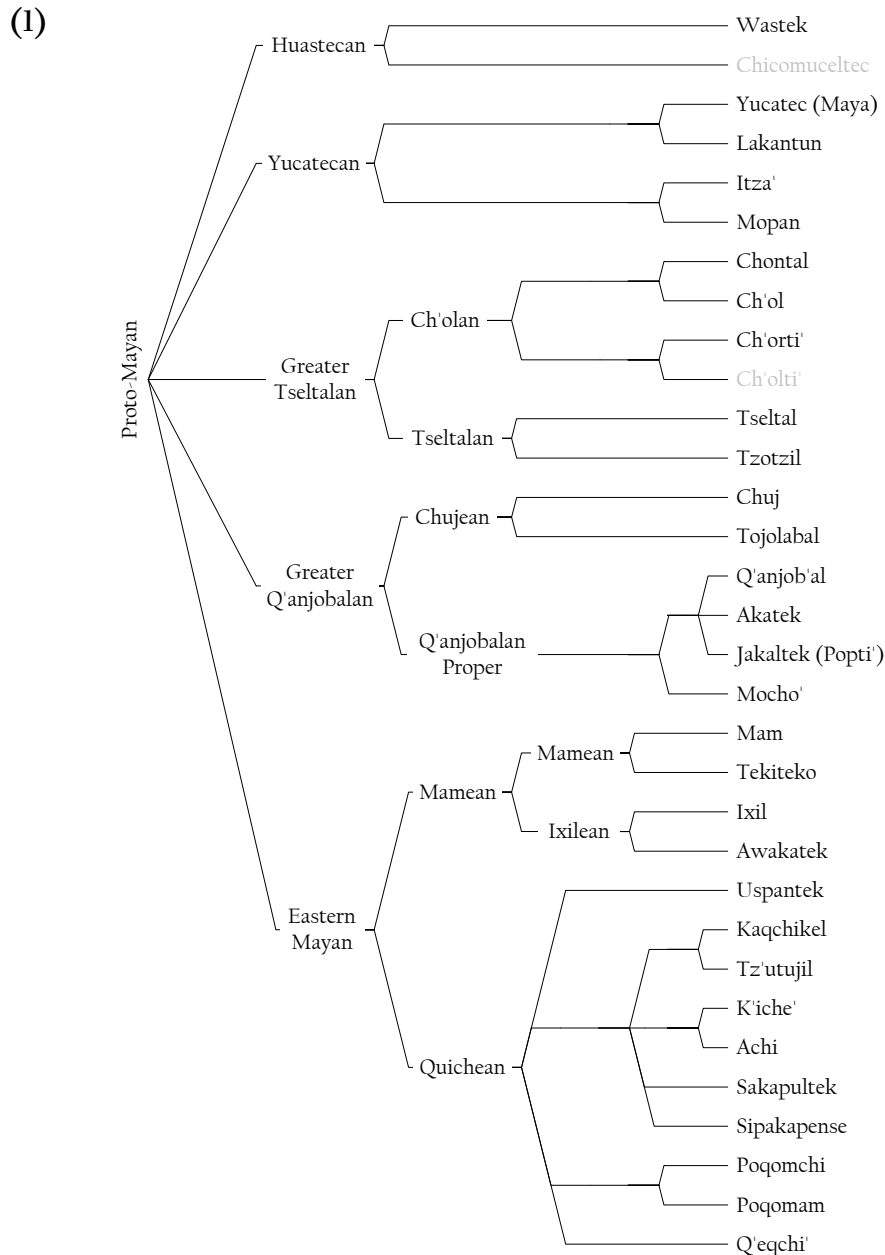 (1)
Wastek
Huastecan
Chicomuceltec
Yucatec (Maya)
Lakantun
Yucatecan
Itza'
Mopan
Chontal
Ch'ol
Ch'olan
Ch'orti'
Ch'olti'
Proto-Mayan
Greater
Tseltalan
Tseltal
Tseltalan
Tzotzil
Chuj
Chujean
Tojolabal
Greater
Q'anjobalan
Q'anjob'al
Akatek
Q'anjobalan
Proper
Jakaltek (Popti')
Mocho'
Mam
Mamean
Tekiteko
Mamean
Ixil
Ixilean
Awakatek
Uspantek
Eastern
Mayan
Kaqchikel
Tz'utujil
K'iche'
Achi
Quichean
Sakapultek
Sipakapense
Poqomchi
Poqomam
Q'eqchi'